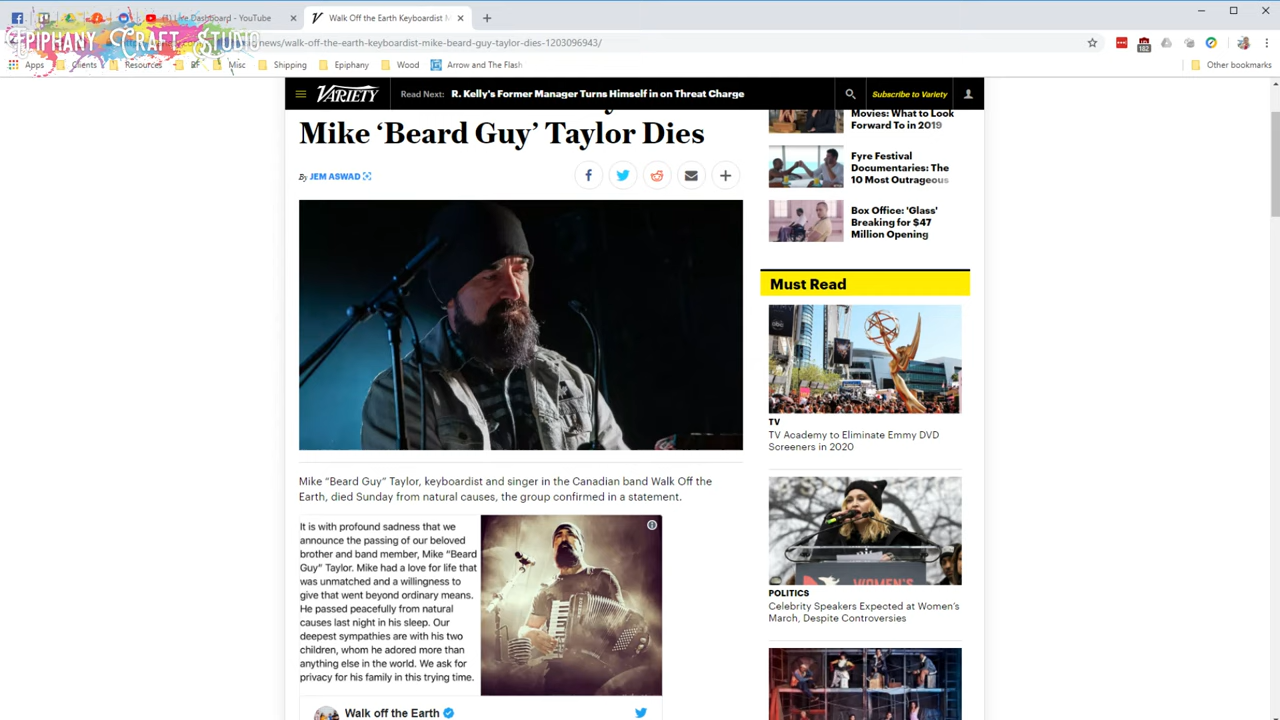 (1) Live Dashboard - YouTube
Walk Off the Earth Keyboardist M
EPIPHANY CRAFT STUDIO
news/walk-off-the-earth-keyboardist-mike-beard-guy-taylor-dies-1203096943/
182
Apps
Clients
Resources
BF
Misc
Shipping
Epiphany
Wood
Arrow and The Flash
Other bookmarks
VARIETY
Read Next: R. Kelly's Former Manager Turns Himself in on Threat Charge
Subscribe to Variety
Mike ‘Beard Guy’ Taylor Dies
By JEM ASWAD
Mike “Beard Guy” Taylor, keyboardist and singer in the Canadian band Walk Off the
Earth, died Sunday from natural causes, the group confirmed in a statement.
It is with profound sadness that we
announce the passing of our beloved
brother and band member, Mike “Beard
Guy” Taylor. Mike had a love for life that
was unmatched and a willingness to
give that went beyond ordinary means.
He passed peacefully from natural
causes last night in his sleep. Our
deepest sympathies are with his two
children, whom he adored more than
anything else in the world. We ask for
privacy for his family in this trying time.
Walk off the Earth
Movies: What to Look
Forward To in 2019
Fyre Festival
Documentaries: The
10 Most Outrageous
Box Office: 'Glass'
Breaking for $47
Million Opening
Must Read
TV
TV Academy to Eliminate Emmy DVD
Screeners in 2020
WOMEN'S
POLITICS
Celebrity Speakers Expected at Women’s
March, Despite Controversies